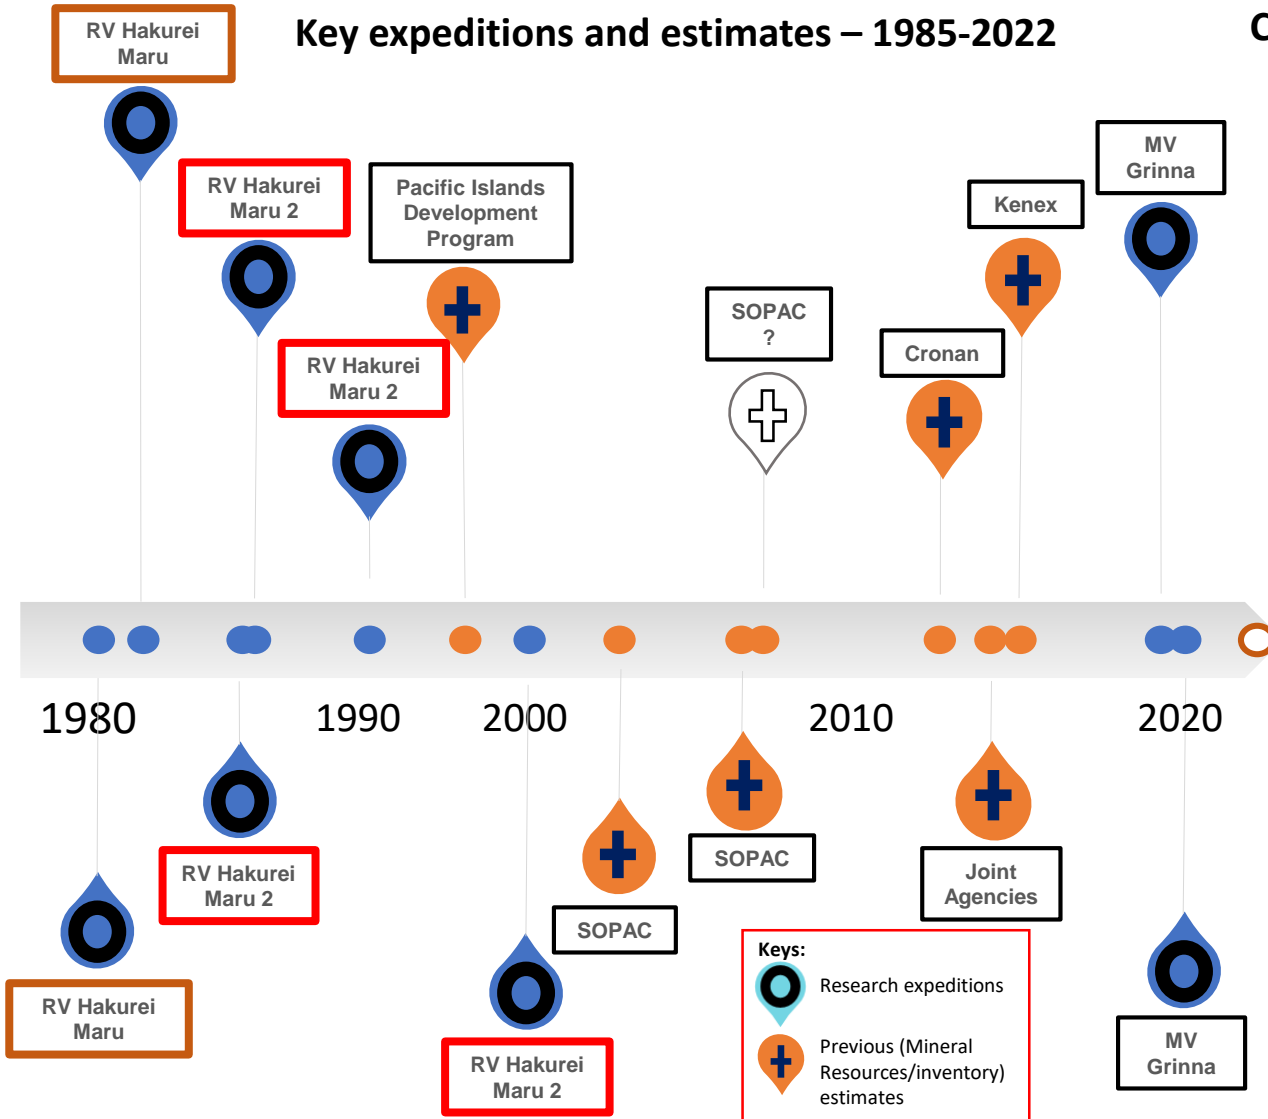 Key expeditions and estimates – 1985-2022
C
RV Hakurei
Maru
RV Hakurei
Maru 2
Pacific Islands
Development
Program
RV Hakurei
Maru 2
SOPAC
?
Cronan
Kenex
MV
Grinna
1980
1990
2000
2010
2020
RV Hakurei
Maru
RV Hakurei
Maru 2
RV Hakurei
Maru 2
SOPAC
SOPAC
Joint
Agencies
MV
Grinna
Keys:
Research expeditions
Previous (Mineral
Resources/inventory)
estimates